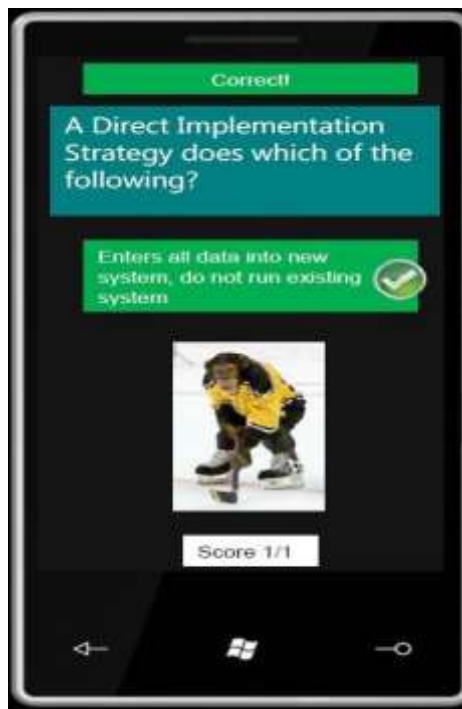 Correct!
A Direct Implementation
Strategy does which of the
following?
Enters all data into new
system, do not run existing
system
Score 1/1